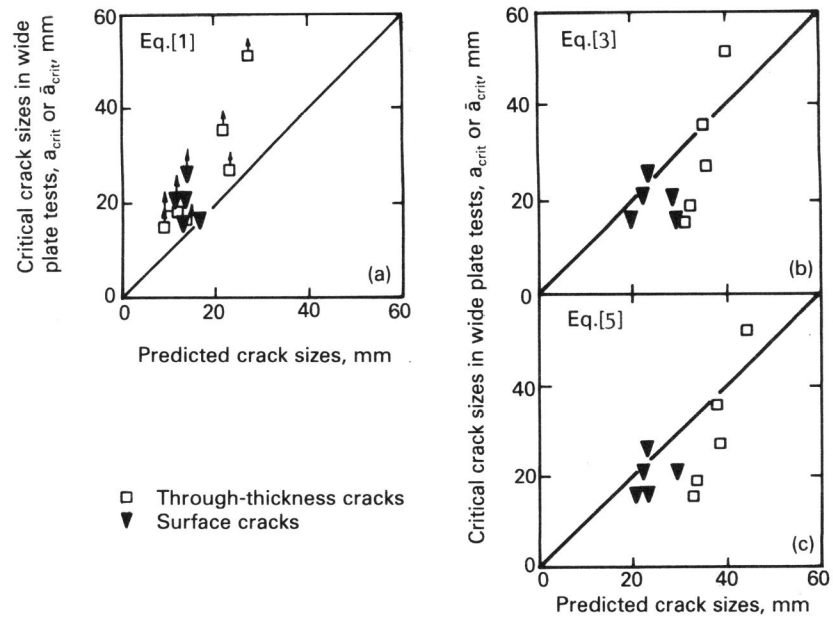 Critical crack sizes in wide
plate tests, a_crit or ā_crit, mm
60
40
20
0
Eq.[1]
(a)
0 20 40 60
Predicted crack sizes, mm
□ Through-thickness cracks
▼ Surface cracks
Critical crack sizes in wide plate tests, a_crit or ā_crit, mm
60
40
20
0
Eq.[3]
(b)
Eq.[5]
40
20
0
(c)
0 20 40 60
Predicted crack sizes, mm